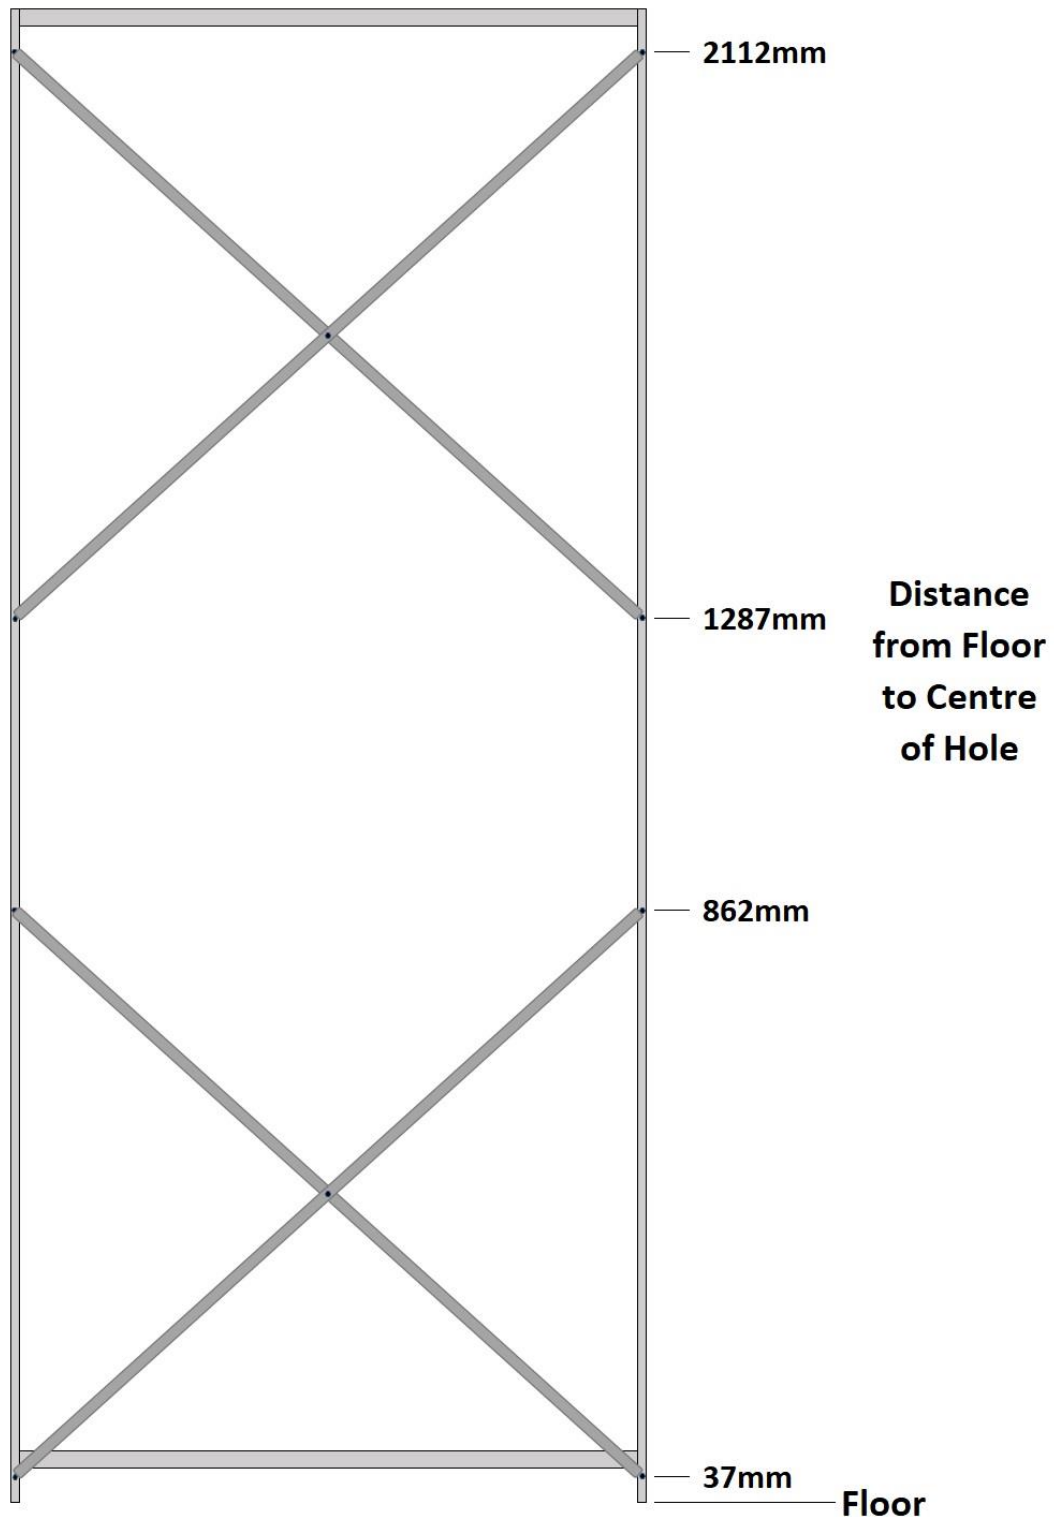 2112mm
1287mm
Distance
from Floor
to Centre
of Hole
862mm
37mm
Floor